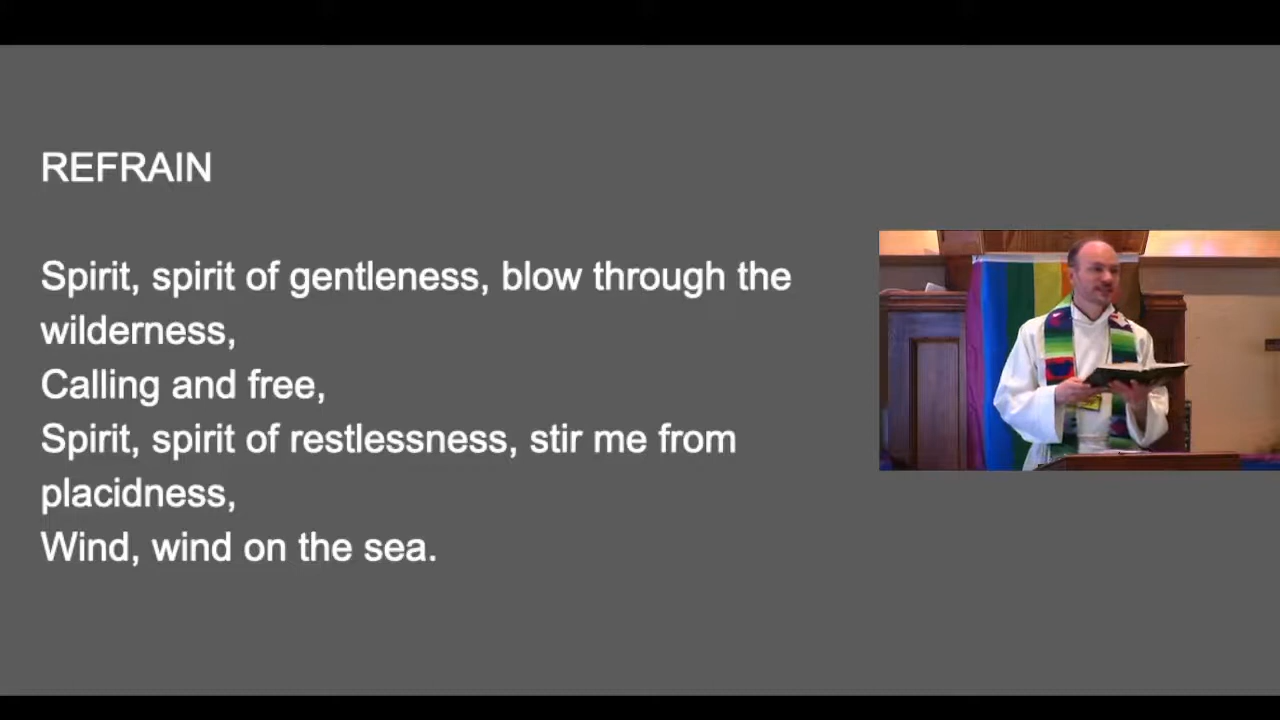 REFRAIN
Spirit, spirit of gentleness, blow through the
wilderness,
Calling and free,
Spirit, spirit of restlessness, stir me from
placidness,
Wind, wind on the sea.